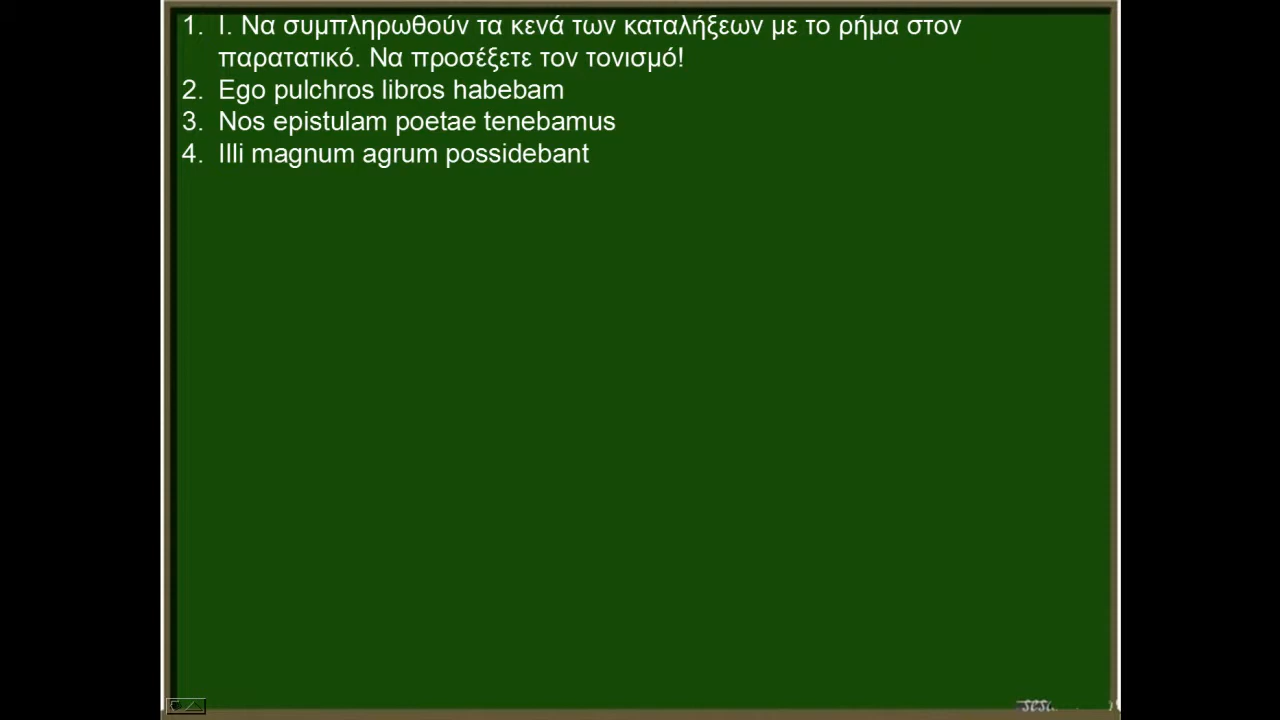 1. Ι. Να συμπληρωθούν τα κενά των καταλήξεων με το ρήμα στον
παρατατικό. Να προσέξετε τον τονισμό!
2. Ego pulchros libros habebam
3. Nos epistulam poetae tenebamus
4. Illi magnum agrum possidebant